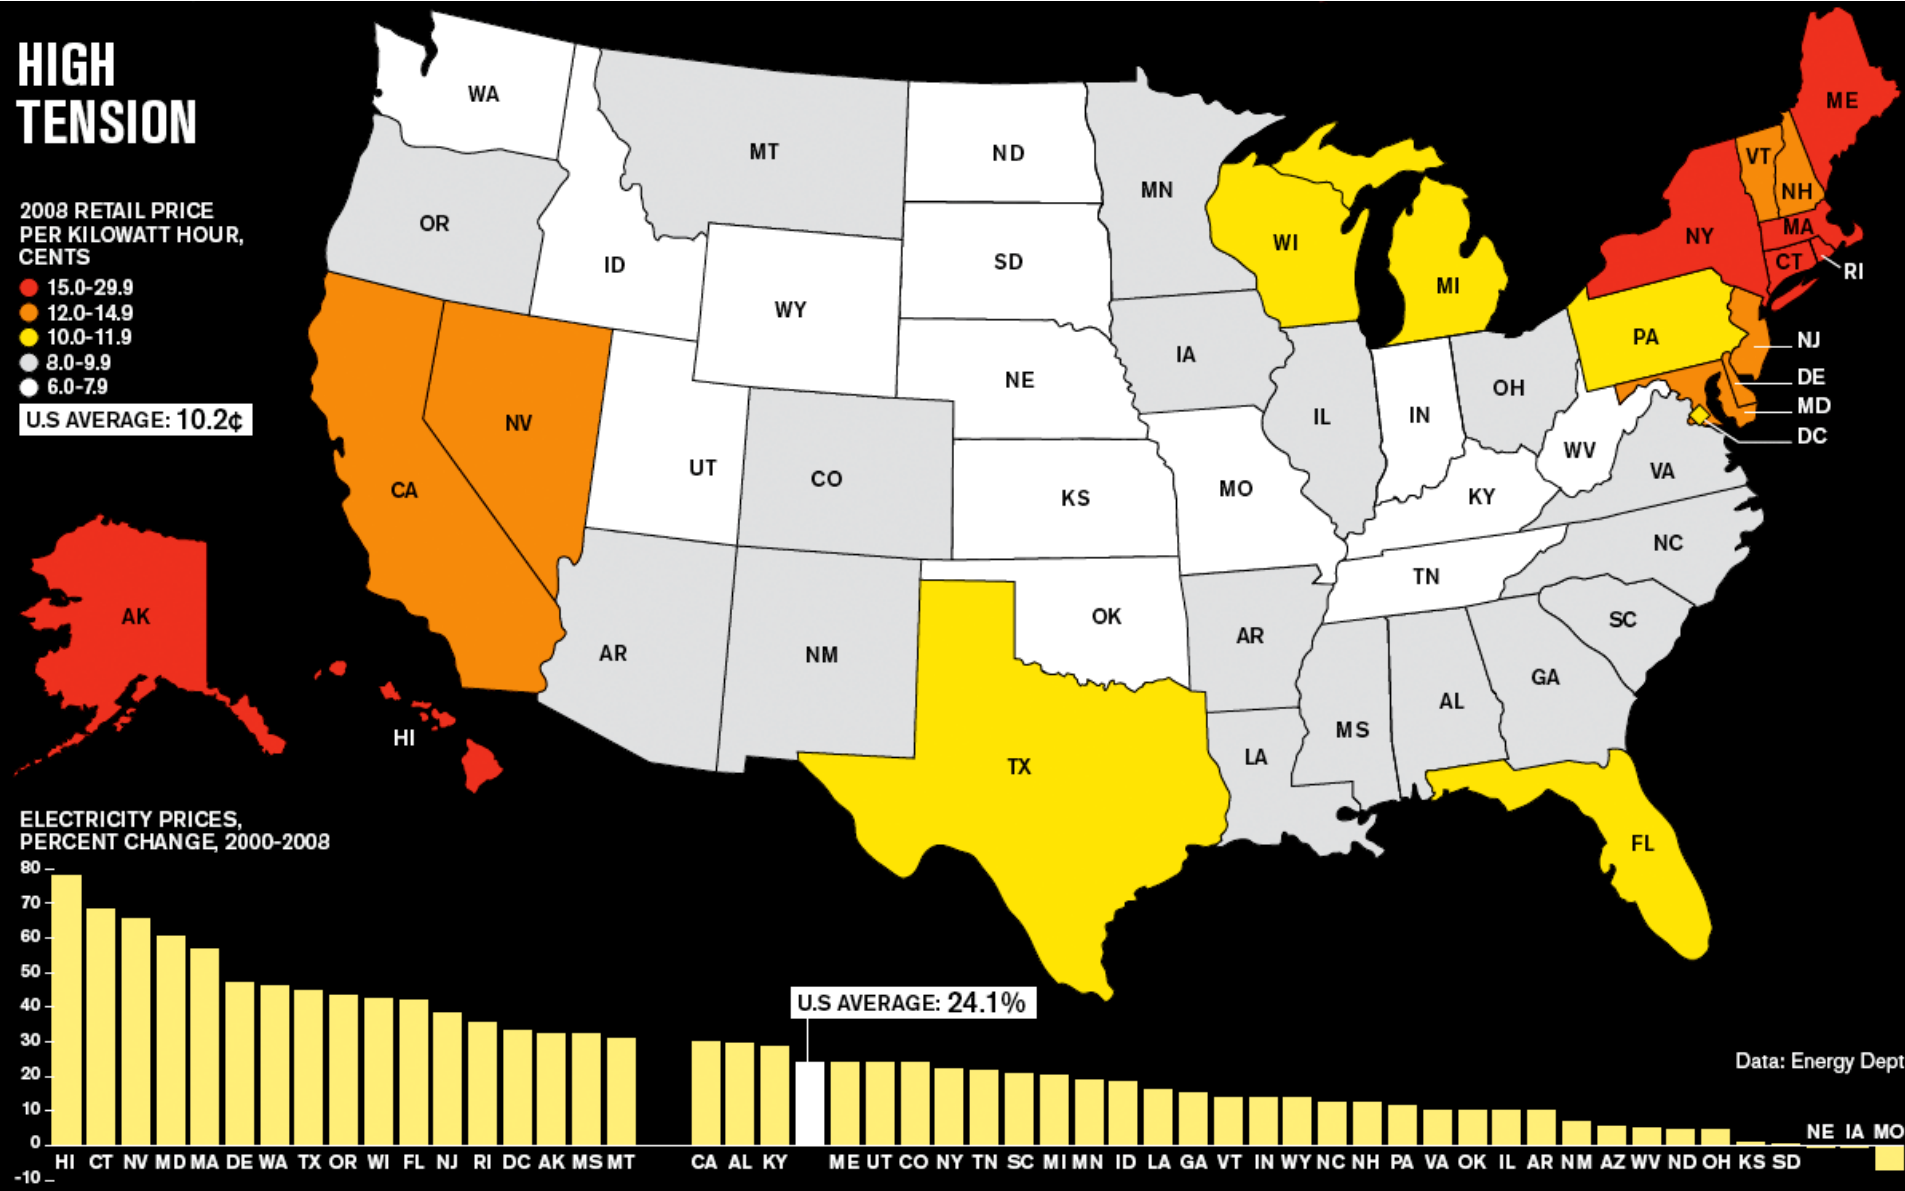 HIGH
TENSION
2008 RETAIL PRICE
PER KILOWATT HOUR,
CENTS
15.0-29.9
12.0-14.9
10.0-11.9
8.0-9.9
6.0-7.9
U.S AVERAGE: 10.2¢
WA
MT
ND
MN
OR
ID
SD
WI
MI
WY
IA
NE
NV
UT
CO
CA
KS
MO
IL
IN
OH
KY
WV
VA
PA
NY
VT
NH
ME
MA
CT
RI
NJ
DE
MD
DC
NC
TN
SC
AR
NM
OK
AR
MS
AL
GA
LA
TX
FL
AK
HI
ELECTRICITY PRICES,
PERCENT CHANGE, 2000-2008
80
70
60
50
40
30
20
10
0
-10
U.S AVERAGE: 24.1%
Data: Energy Dept
NE IA MO
HI CT NV MD MA DE WA TX OR WI FL NJ RI DC AK MS MT CA AL KY ME UT CO NY TN SC MI MN ID LA GA VT IN WY NC NH PA VA OK IL AR NM AZ WV ND OH KS SD